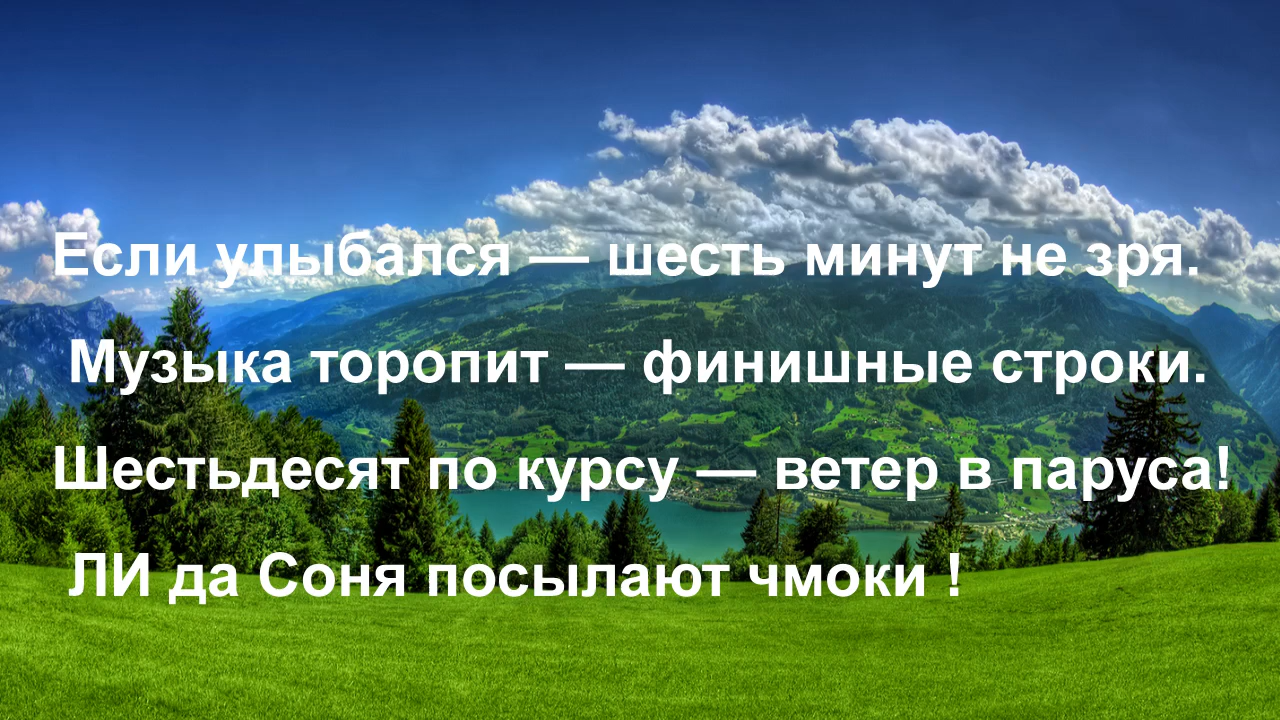 Если улыбался — шесть минут не зря.
Музыка торопит — финишные строки.
Шестьдесят по курсу — ветер в паруса!
ЛИ да Соня посылают чмоки !